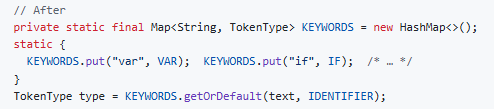 // After
private static final Map<String, TokenType> KEYWORDS = new HashMap<>();
static {
  KEYWORDS.put("var", VAR);  KEYWORDS.put("if", IF);  /* … */
}
TokenType type = KEYWORDS.getOrDefault(text, IDENTIFIER);